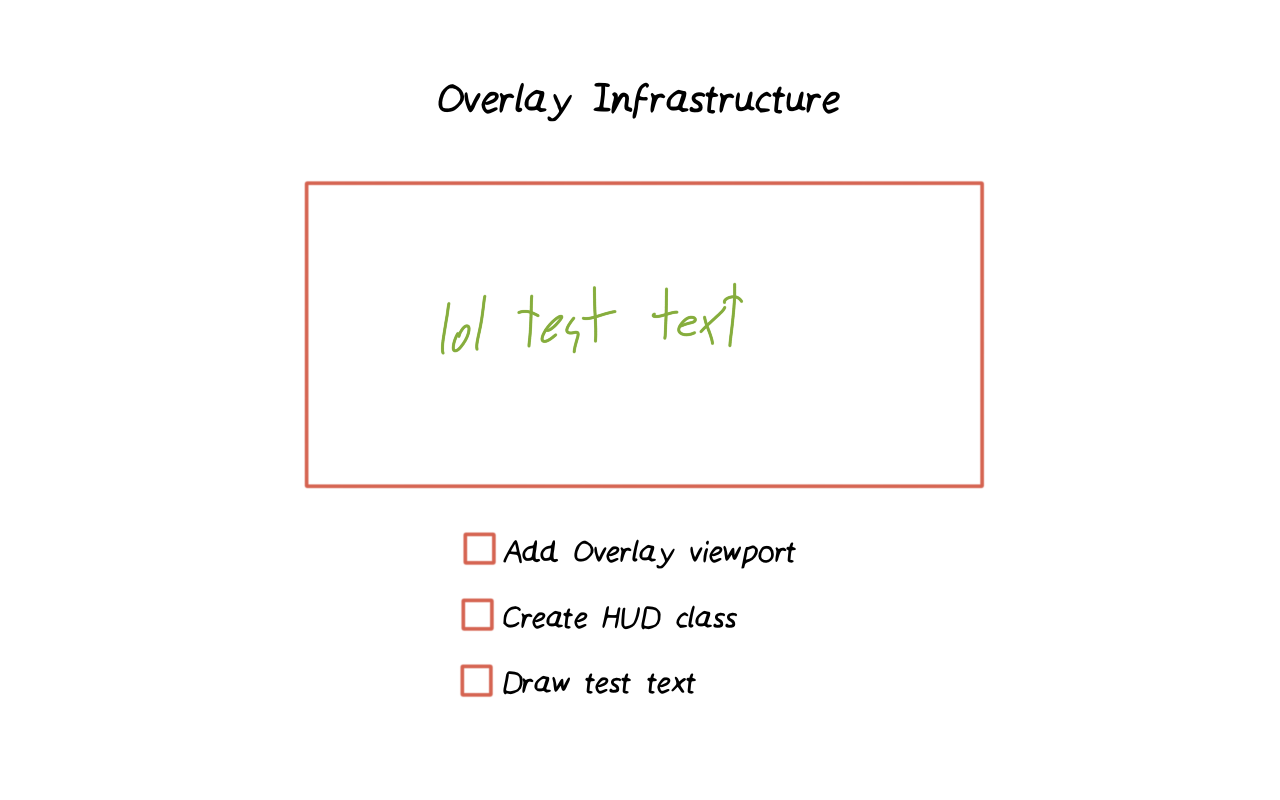 Overlay Infrastructure
lol test text
Add Overlay viewport
Create HUD class
Draw test text